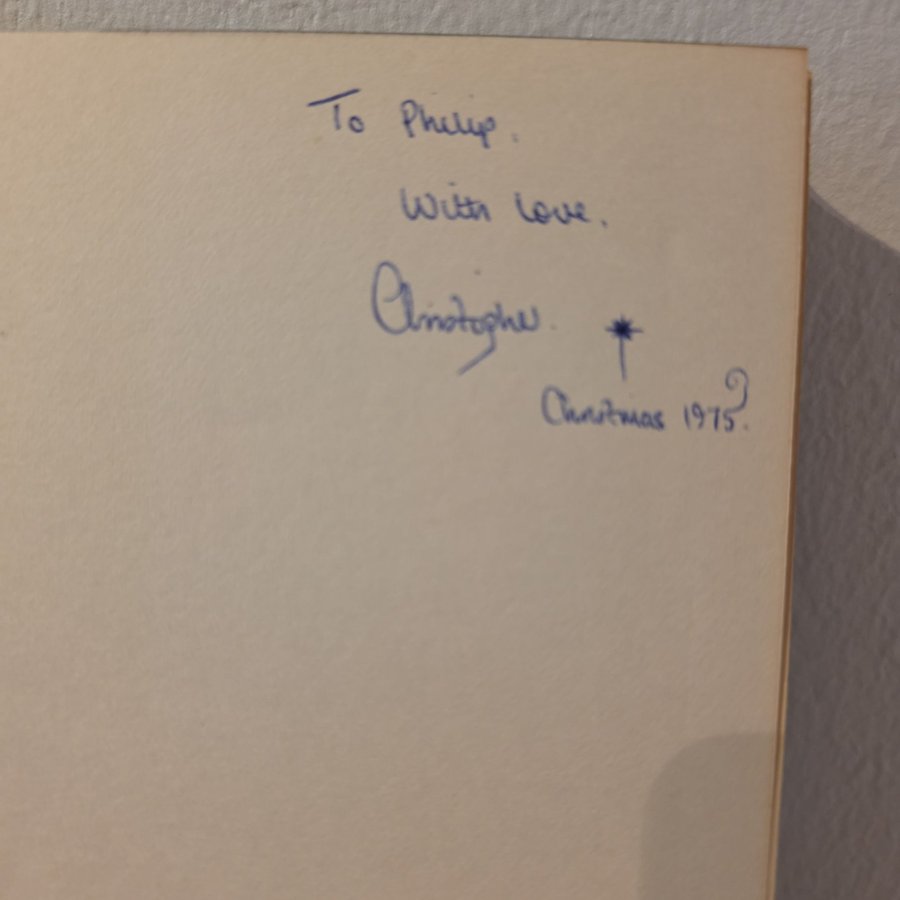 To Philip.
With love.
Christopher.
Christmas 1975.